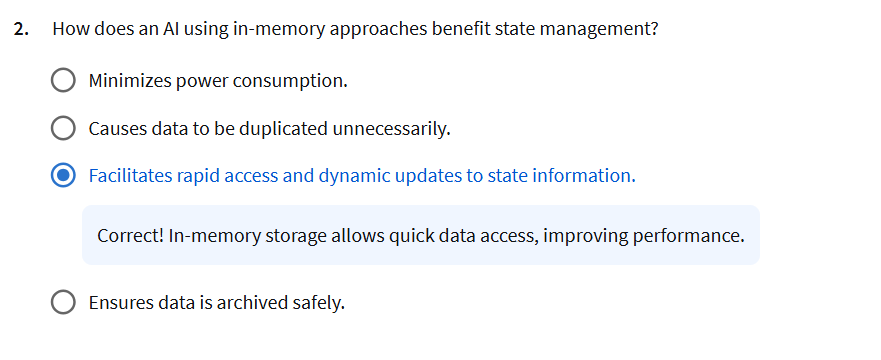 2. How does an AI using in-memory approaches benefit state management?
Minimizes power consumption.
Causes data to be duplicated unnecessarily.
Facilitates rapid access and dynamic updates to state information.
Correct! In-memory storage allows quick data access, improving performance.
Ensures data is archived safely.